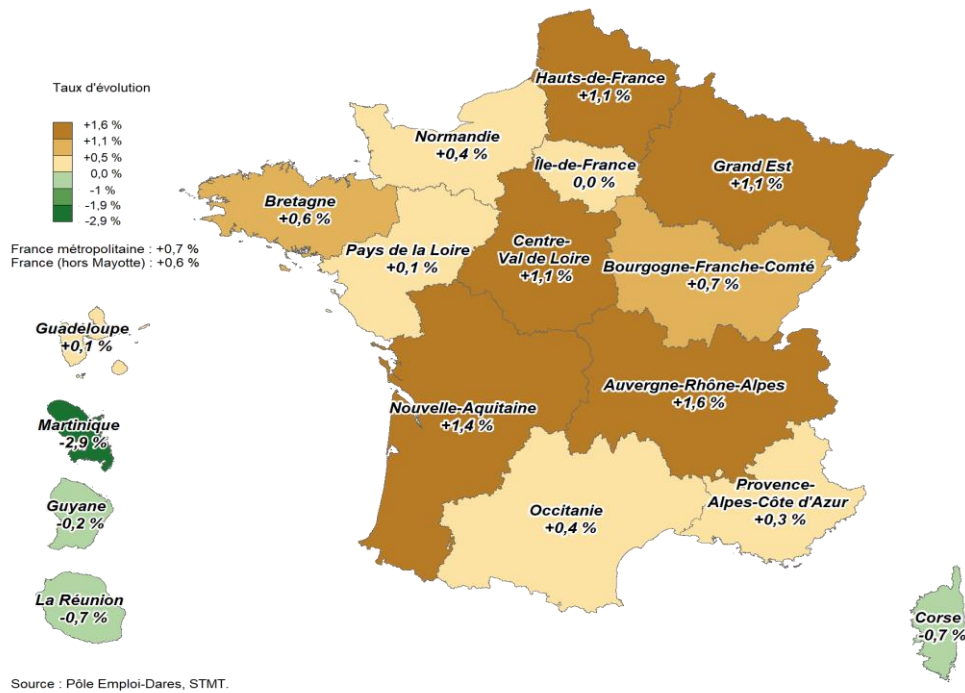 Hauts-de-France
+1,1 %
Taux d'évolution
+1,6 %
+1,1 %
+0,5 %
0,0 %
-1 %
-1,9 %
-2,9 %
Normandie
+0,4 %
Île-de-France
0,0 %
Grand Est
+1,1 %
Bretagne
+0,6 %
France métropolitaine : +0,7 %
France (hors Mayotte) : +0,6 %
Pays de la Loire
+0,1 %
Centre-
Val de Loire
+1,1 %
Bourgogne-Franche-Comté
+0,7 %
Guadeloupe
+0,1 %
Auvergne-Rhône-Alpes
+1,6 %
Nouvelle-Aquitaine
+1,4 %
Martinique
-2,9 %
Provence-
Alpes-Côte d'Azur
+0,3 %
Guyane
-0,2 %
Occitanie
+0,4 %
La Réunion
-0,7 %
Corse
-0,7 %
Source : Pôle Emploi-Dares, STMT.